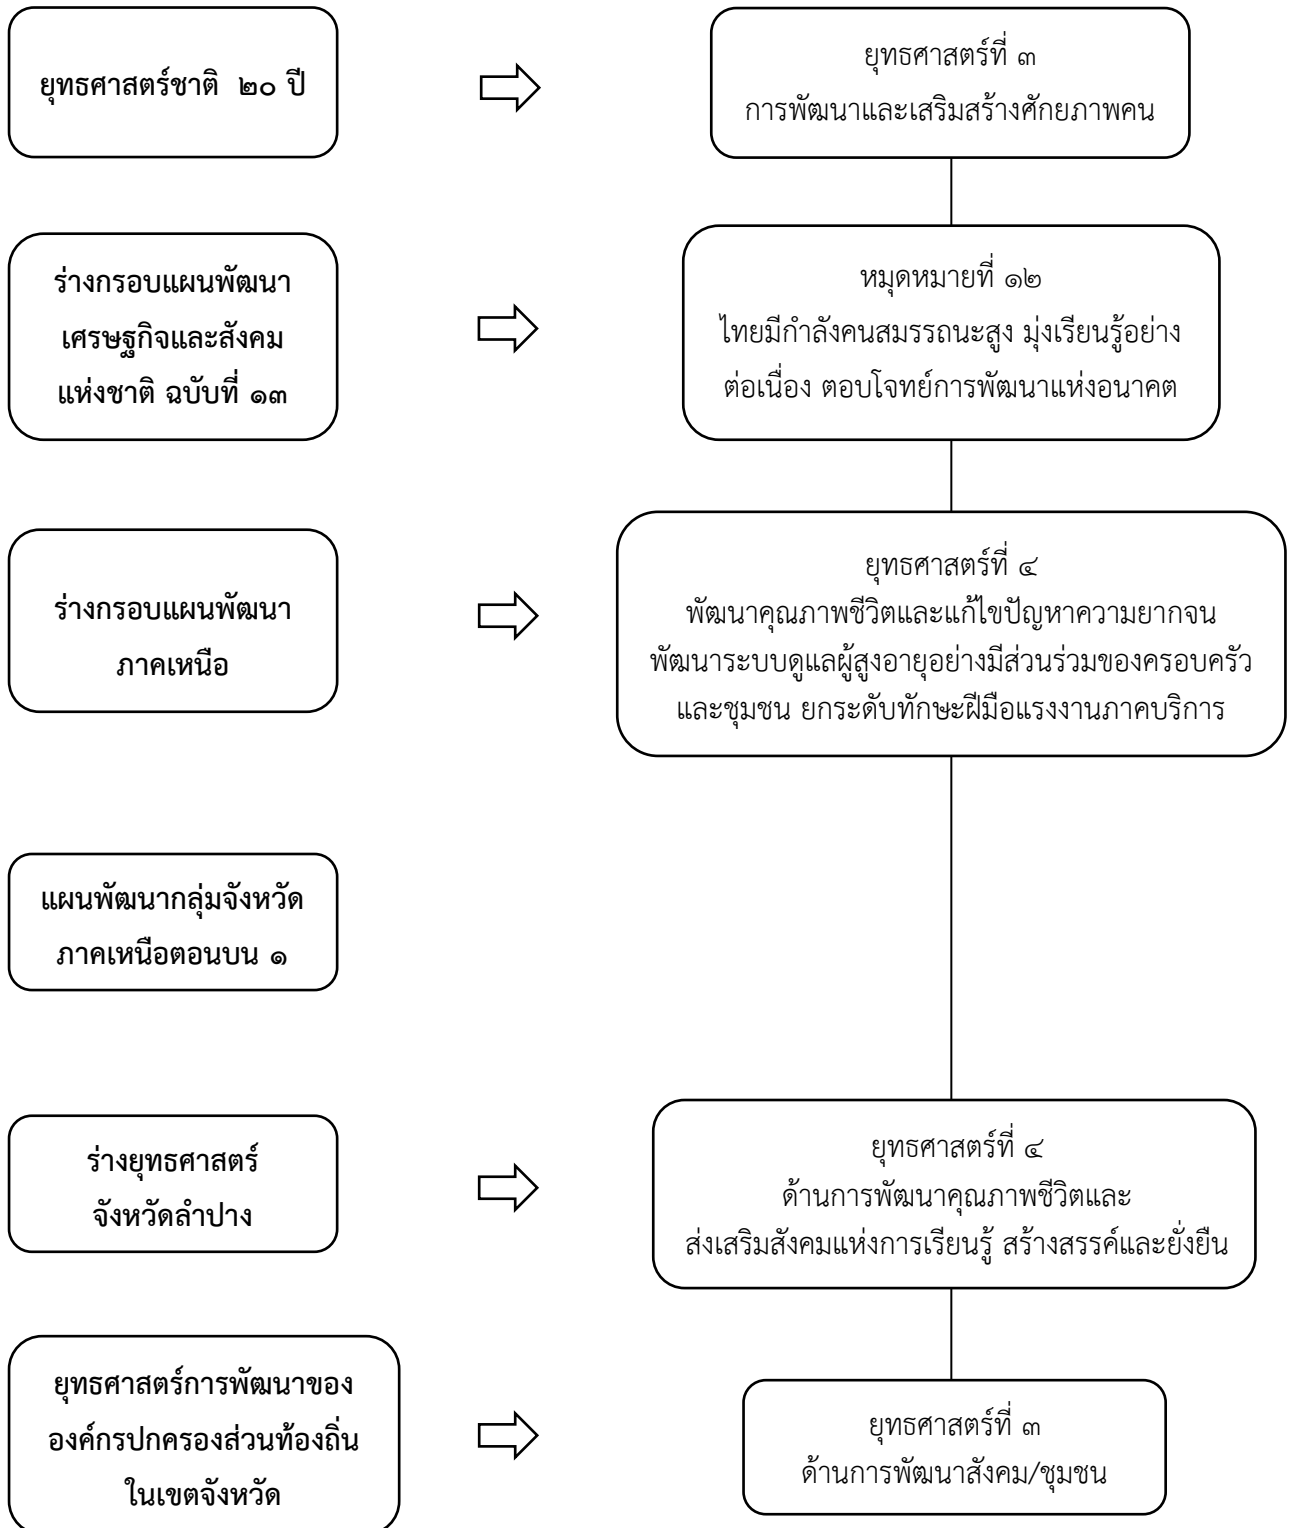 ยุทธศาสตร์ชาติ ๒๐ ปี
ยุทธศาสตร์ที่ ๓
การพัฒนาและเสริมสร้างศักยภาพคน
ร่างกรอบแผนพัฒนา
เศรษฐกิจและสังคม
แห่งชาติ ฉบับที่ ๑๓
หมุดหมายที่ ๑๒
ไทยมีกำลังคนสมรรถนะสูง มุ่งเรียนรู้อย่าง
ต่อเนื่อง ตอบโจทย์การพัฒนาแห่งอนาคต
ร่างกรอบแผนพัฒนา
ภาคเหนือ
ยุทธศาสตร์ที่ ๔
พัฒนาคุณภาพชีวิตและแก้ไขปัญหาความยากจน
พัฒนาระบบดูแลผู้สูงอายุอย่างมีส่วนร่วมของครอบครัว
และชุมชน ยกระดับทักษะฝีมือแรงงานภาคบริการ
แผนพัฒนากลุ่มจังหวัด
ภาคเหนือตอนบน ๑
ร่างยุทธศาสตร์
จังหวัดลำปาง
ยุทธศาสตร์ที่ ๔
ด้านการพัฒนาคุณภาพชีวิตและ
ส่งเสริมสังคมแห่งการเรียนรู้ สร้างสรรค์และยั่งยืน
ยุทธศาสตร์การพัฒนาของ
องค์กรปกครองส่วนท้องถิ่น
ในเขตจังหวัด
ยุทธศาสตร์ที่ ๓
ด้านการพัฒนาสังคม/ชุมชน